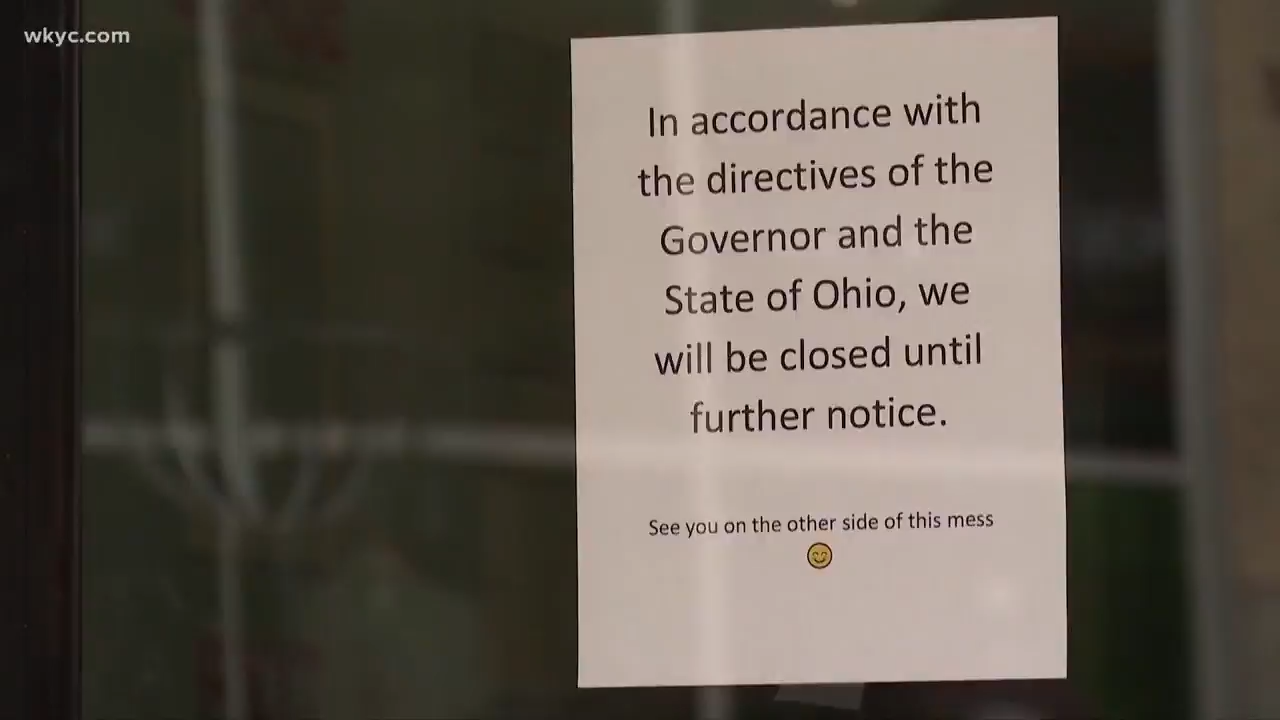 wkyc.com
In accordance with
the directives of the
Governor and the
State of Ohio, we
will be closed until
further notice.
See you on the other side of this mess